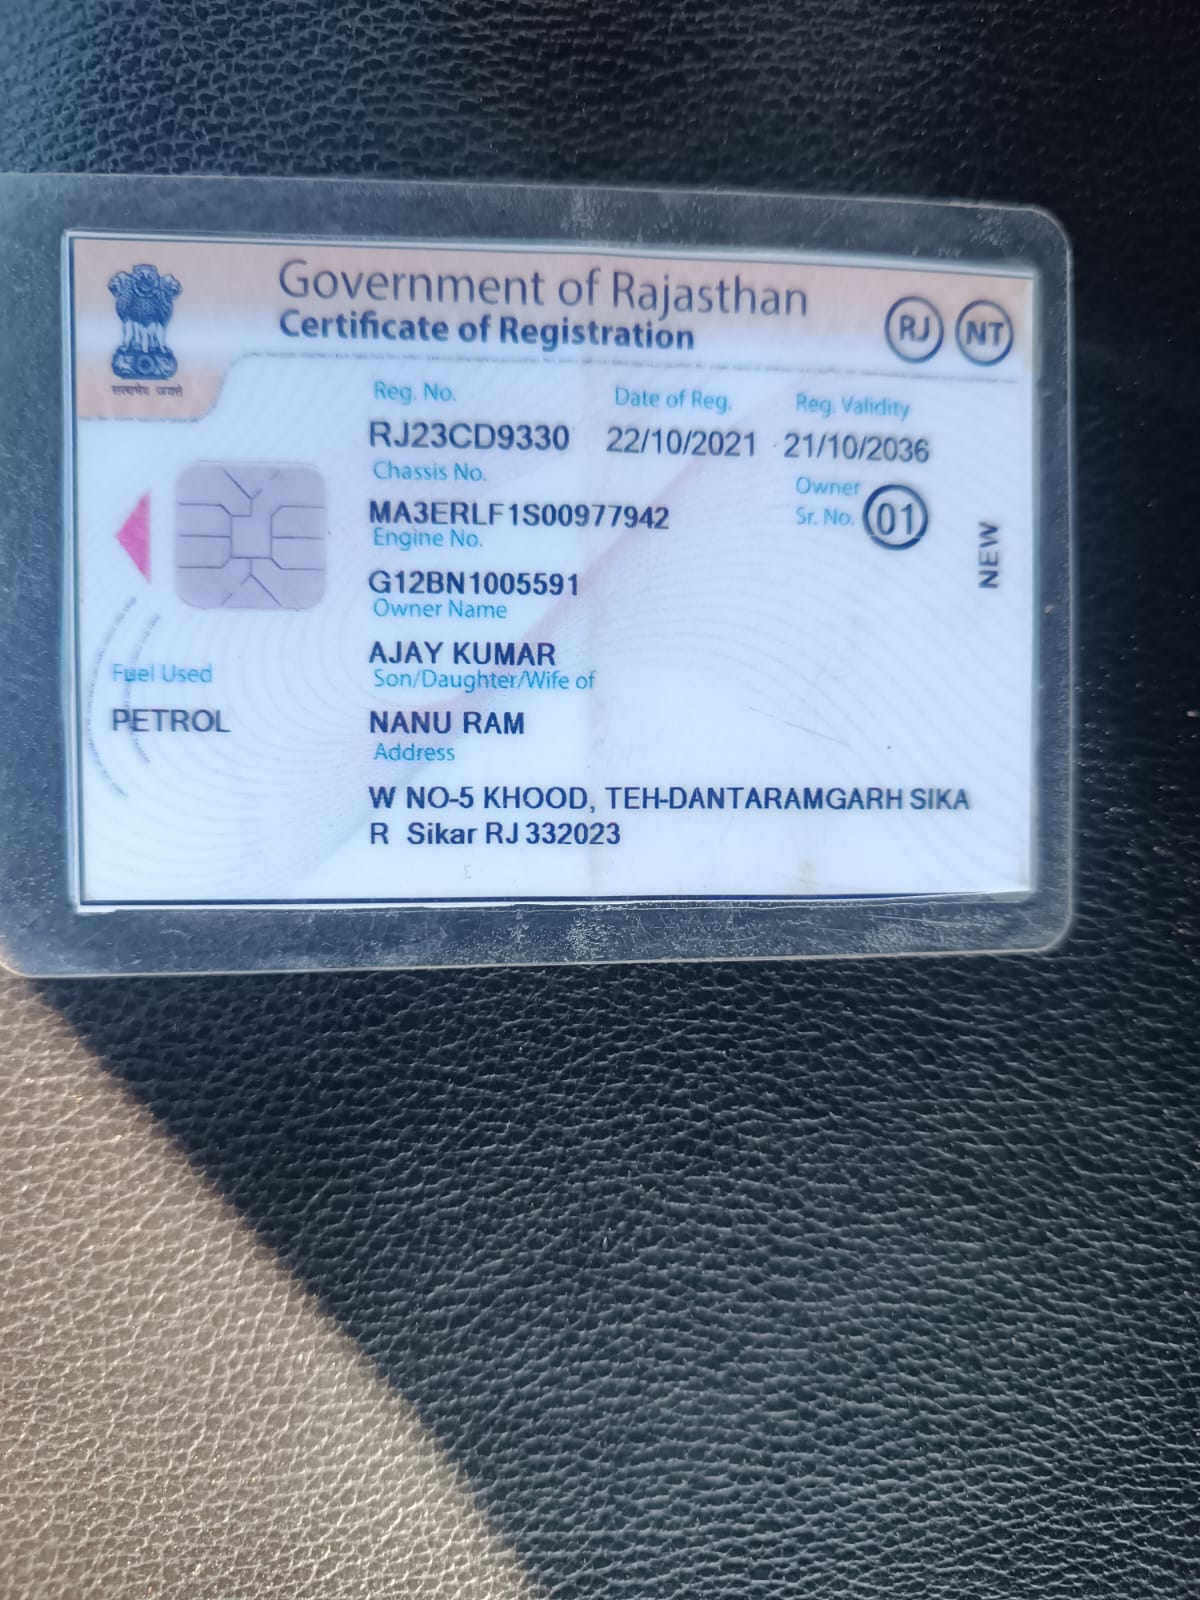 Government of Rajasthan
Certificate of Registration
RJ NT
सत्यमेव जयते
Reg. No. Date of Reg. Reg. Validity
RJ23CD9330 22/10/2021 21/10/2036
Chassis No.
MA3ERLF1S00977942
Owner Sr. No. 01
NEW
Engine No.
G12BN1005591
Owner Name
AJAY KUMAR
Son/Daughter/Wife of
NANU RAM
Fuel Used
PETROL
Address
W NO-5 KHOOD, TEH-DANTARAMGARH SIKA
R Sikar RJ 332023